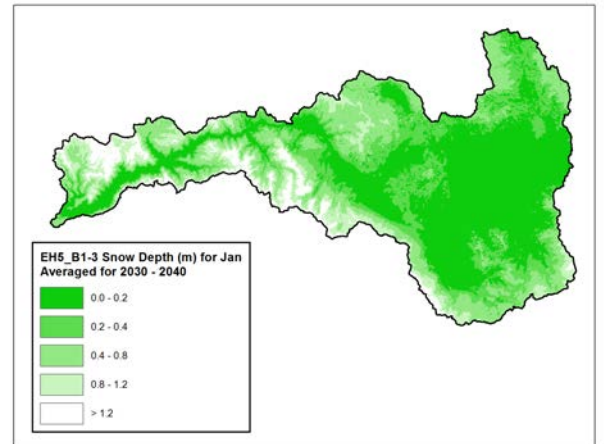 EH5_B1-3 Snow Depth (m) for Jan
Averaged for 2030 - 2040
0.0 - 0.2
0.2 - 0.4
0.4 - 0.8
0.8 - 1.2
> 1.2